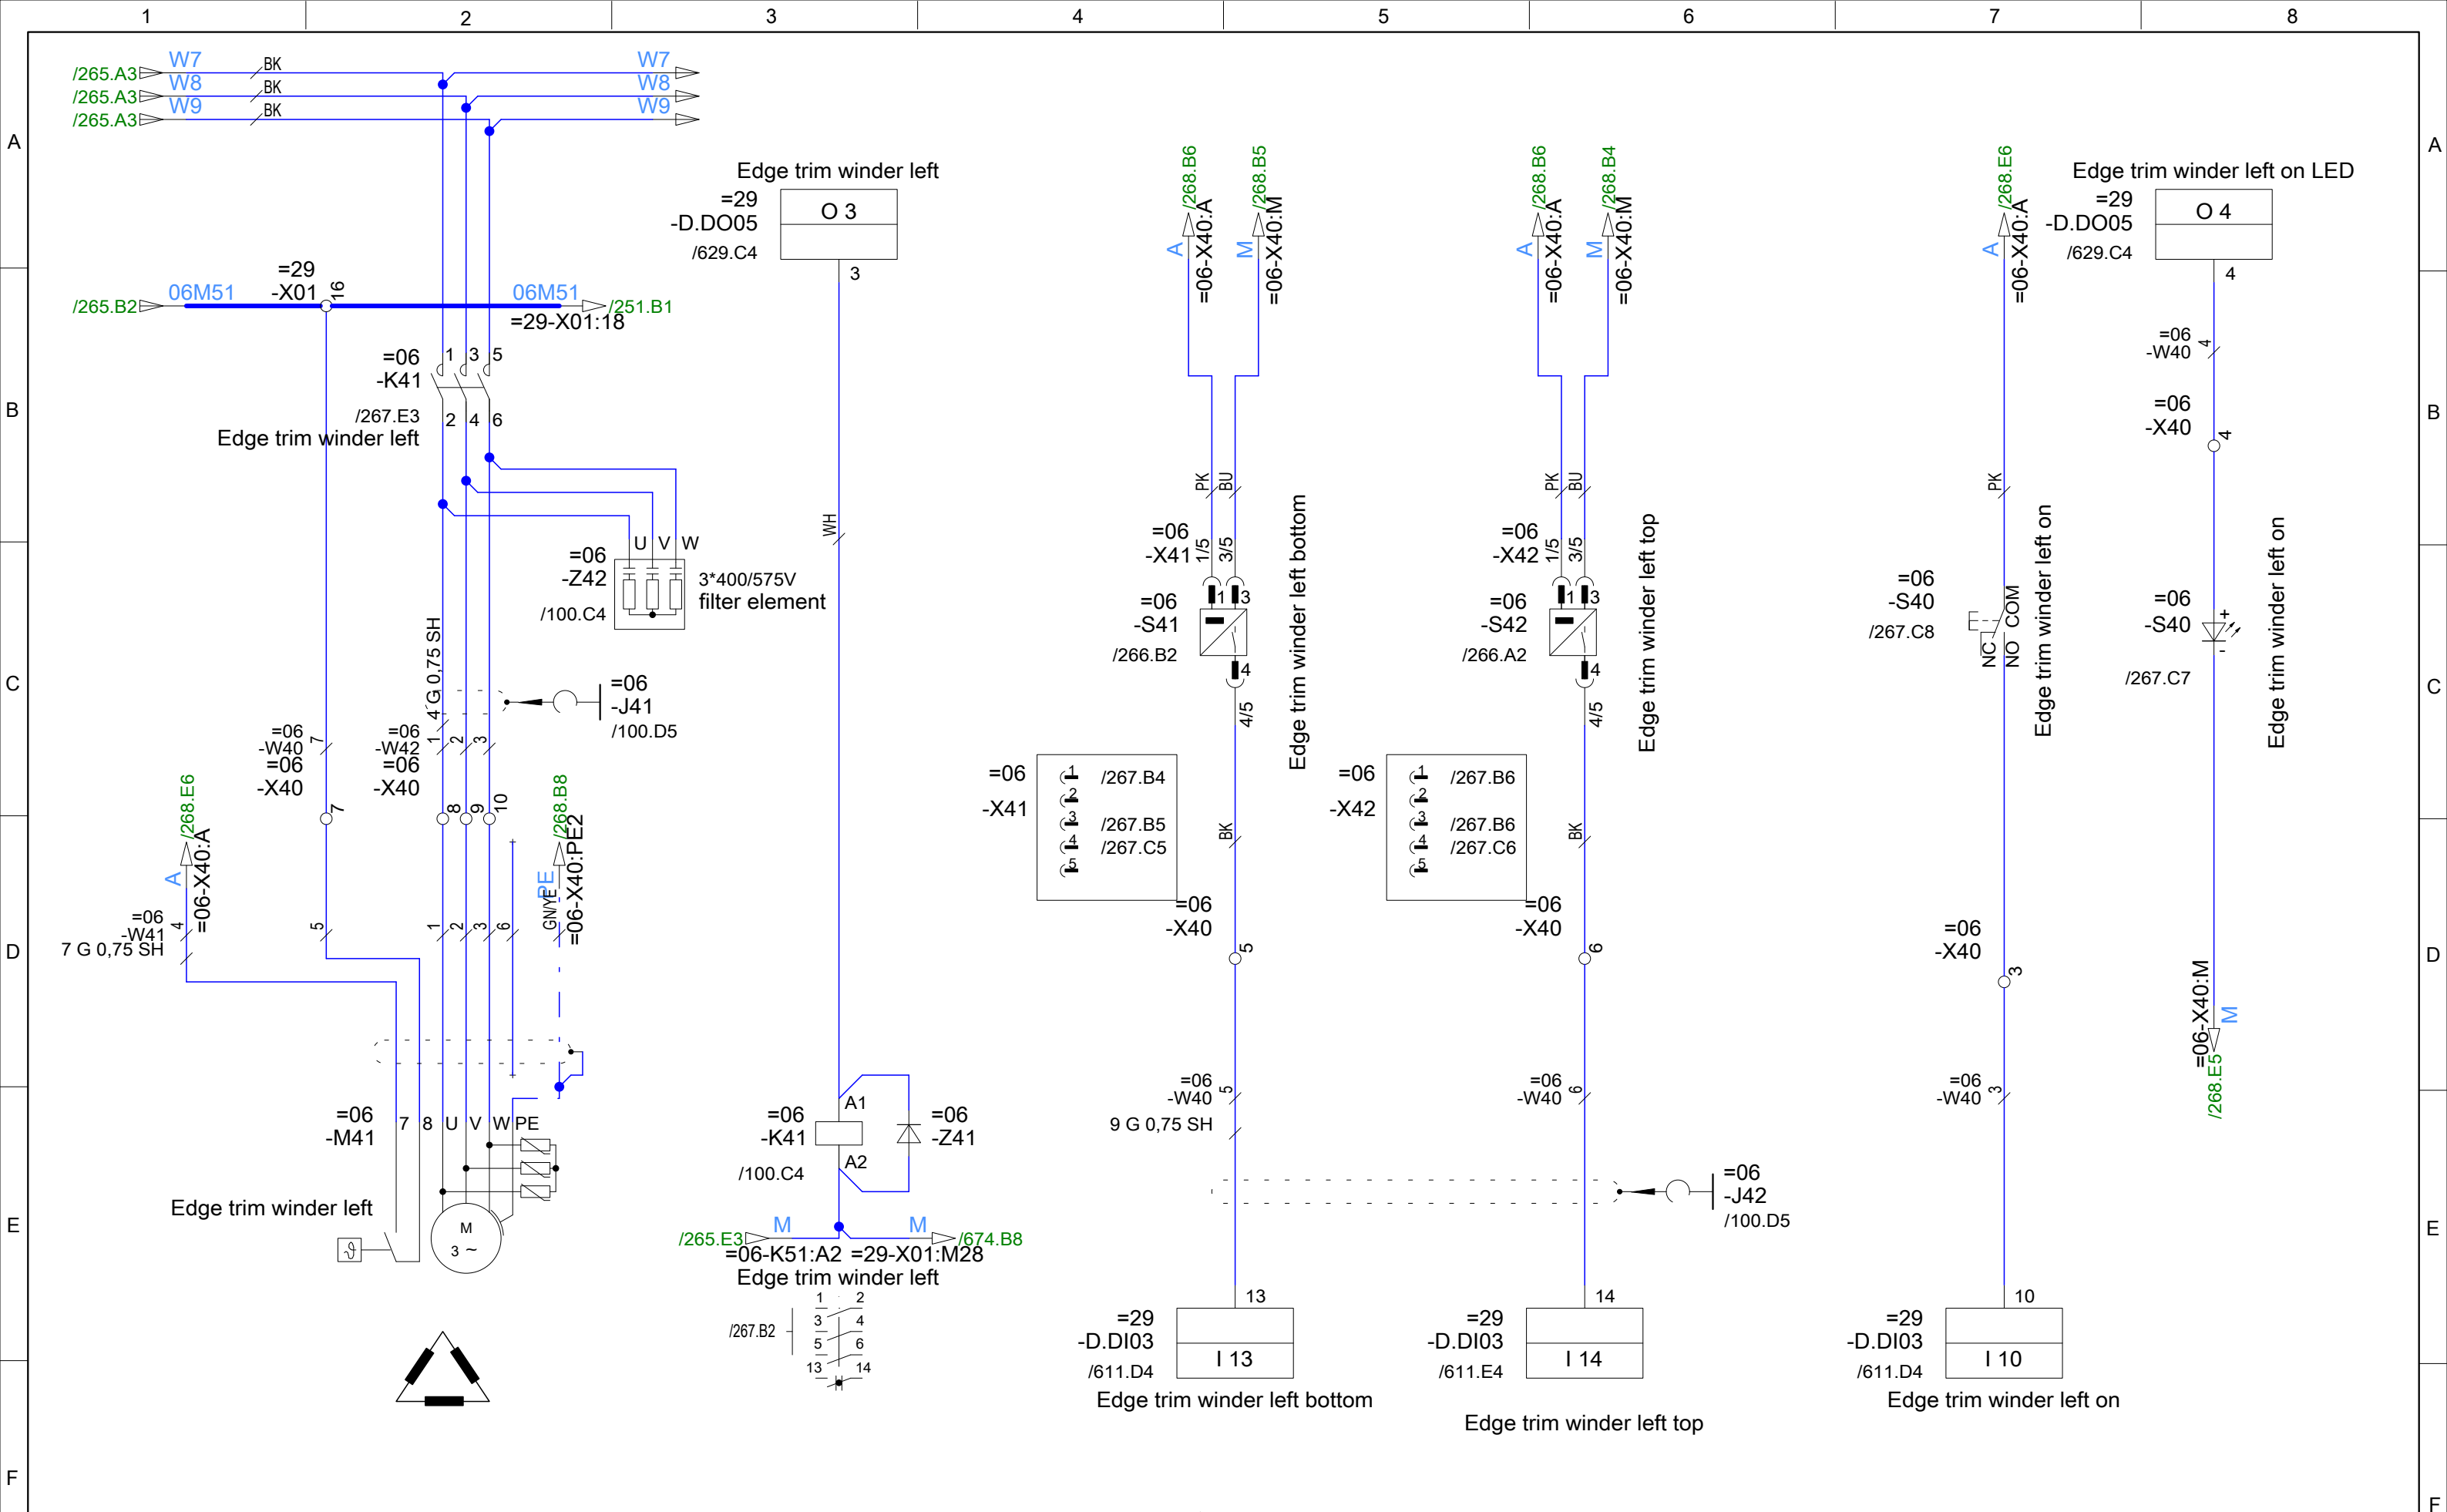 1 2 3 4 5 6 7 8
A
B
C
D
E
F
A
B
C
D
E
F
/265.A3 W7 BK W7
/265.A3 W8 BK W8
/265.A3 W9 BK W9
/265.B2 06M51
=29
-X01
16
06M51 /251.B1
=29-X01:18
=06
-K41
/267.E3
Edge trim winder left
1 3 5
2 4 6
U V W
=06
-Z42
/100.C4
3*400/575V
filter element
4 G 0,75 SH
=06
-J41
/100.D5
=06
-W40
7
=06
-X40
7
=06
-W42
1 2 3
=06
-X40
8 9 10
/268.E6
=06-X40:A
A
=06
-W41
4
7 G 0,75 SH
5
1 2 3 6
/268.B8
=06-X40:PE2
PE
GN/YE
=06
-M41
7 8 U V W PE
Edge trim winder left
ϑ
M
3 ~
Edge trim winder left
=29
-D.DO05
/629.C4
O 3
3
WH
=06
-K41
/100.C4
A1
A2
=06
-Z41
/265.E3 M M /674.B8
=06-K51:A2 =29-X01:M28
Edge trim winder left
/267.B2
1 2
3 4
5 6
13 14
/268.B6
=06-X40:A
A
/268.B5
=06-X40:M
M
PK BU
=06
-X41
1/5 3/5
=06
-S41
/266.B2
1 3
4
4/5
Edge trim winder left bottom
=06
-X41
1 /267.B4
2
3 /267.B5
4 /267.C5
5
BK
=06
-X40
5
=06
-W40
5
9 G 0,75 SH
13
=29
-D.DI03
/611.D4
I 13
Edge trim winder left bottom
/268.B6
=06-X40:A
A
/268.B4
=06-X40:M
M
PK BU
=06
-X42
1/5 3/5
=06
-S42
/266.A2
1 3
4
4/5
Edge trim winder left top
=06
-X42
1 /267.B6
2
3 /267.B6
4 /267.C6
5
BK
=06
-X40
6
=06
-W40
6
=06
-J42
/100.D5
14
=29
-D.DI03
/611.E4
I 14
Edge trim winder left top
/268.E6
=06-X40:A
A
PK
=06
-S40
/267.C8
NC NO COM
Edge trim winder left on
=06
-X40
3
=06
-W40
3
10
=29
-D.DI03
/611.D4
I 10
Edge trim winder left on
Edge trim winder left on LED
=29
-D.DO05
/629.C4
O 4
4
=06
-W40
4
=06
-X40
4
=06
-S40
/267.C7
+
-
Edge trim winder left on
=06-X40:M
M
/268.E5